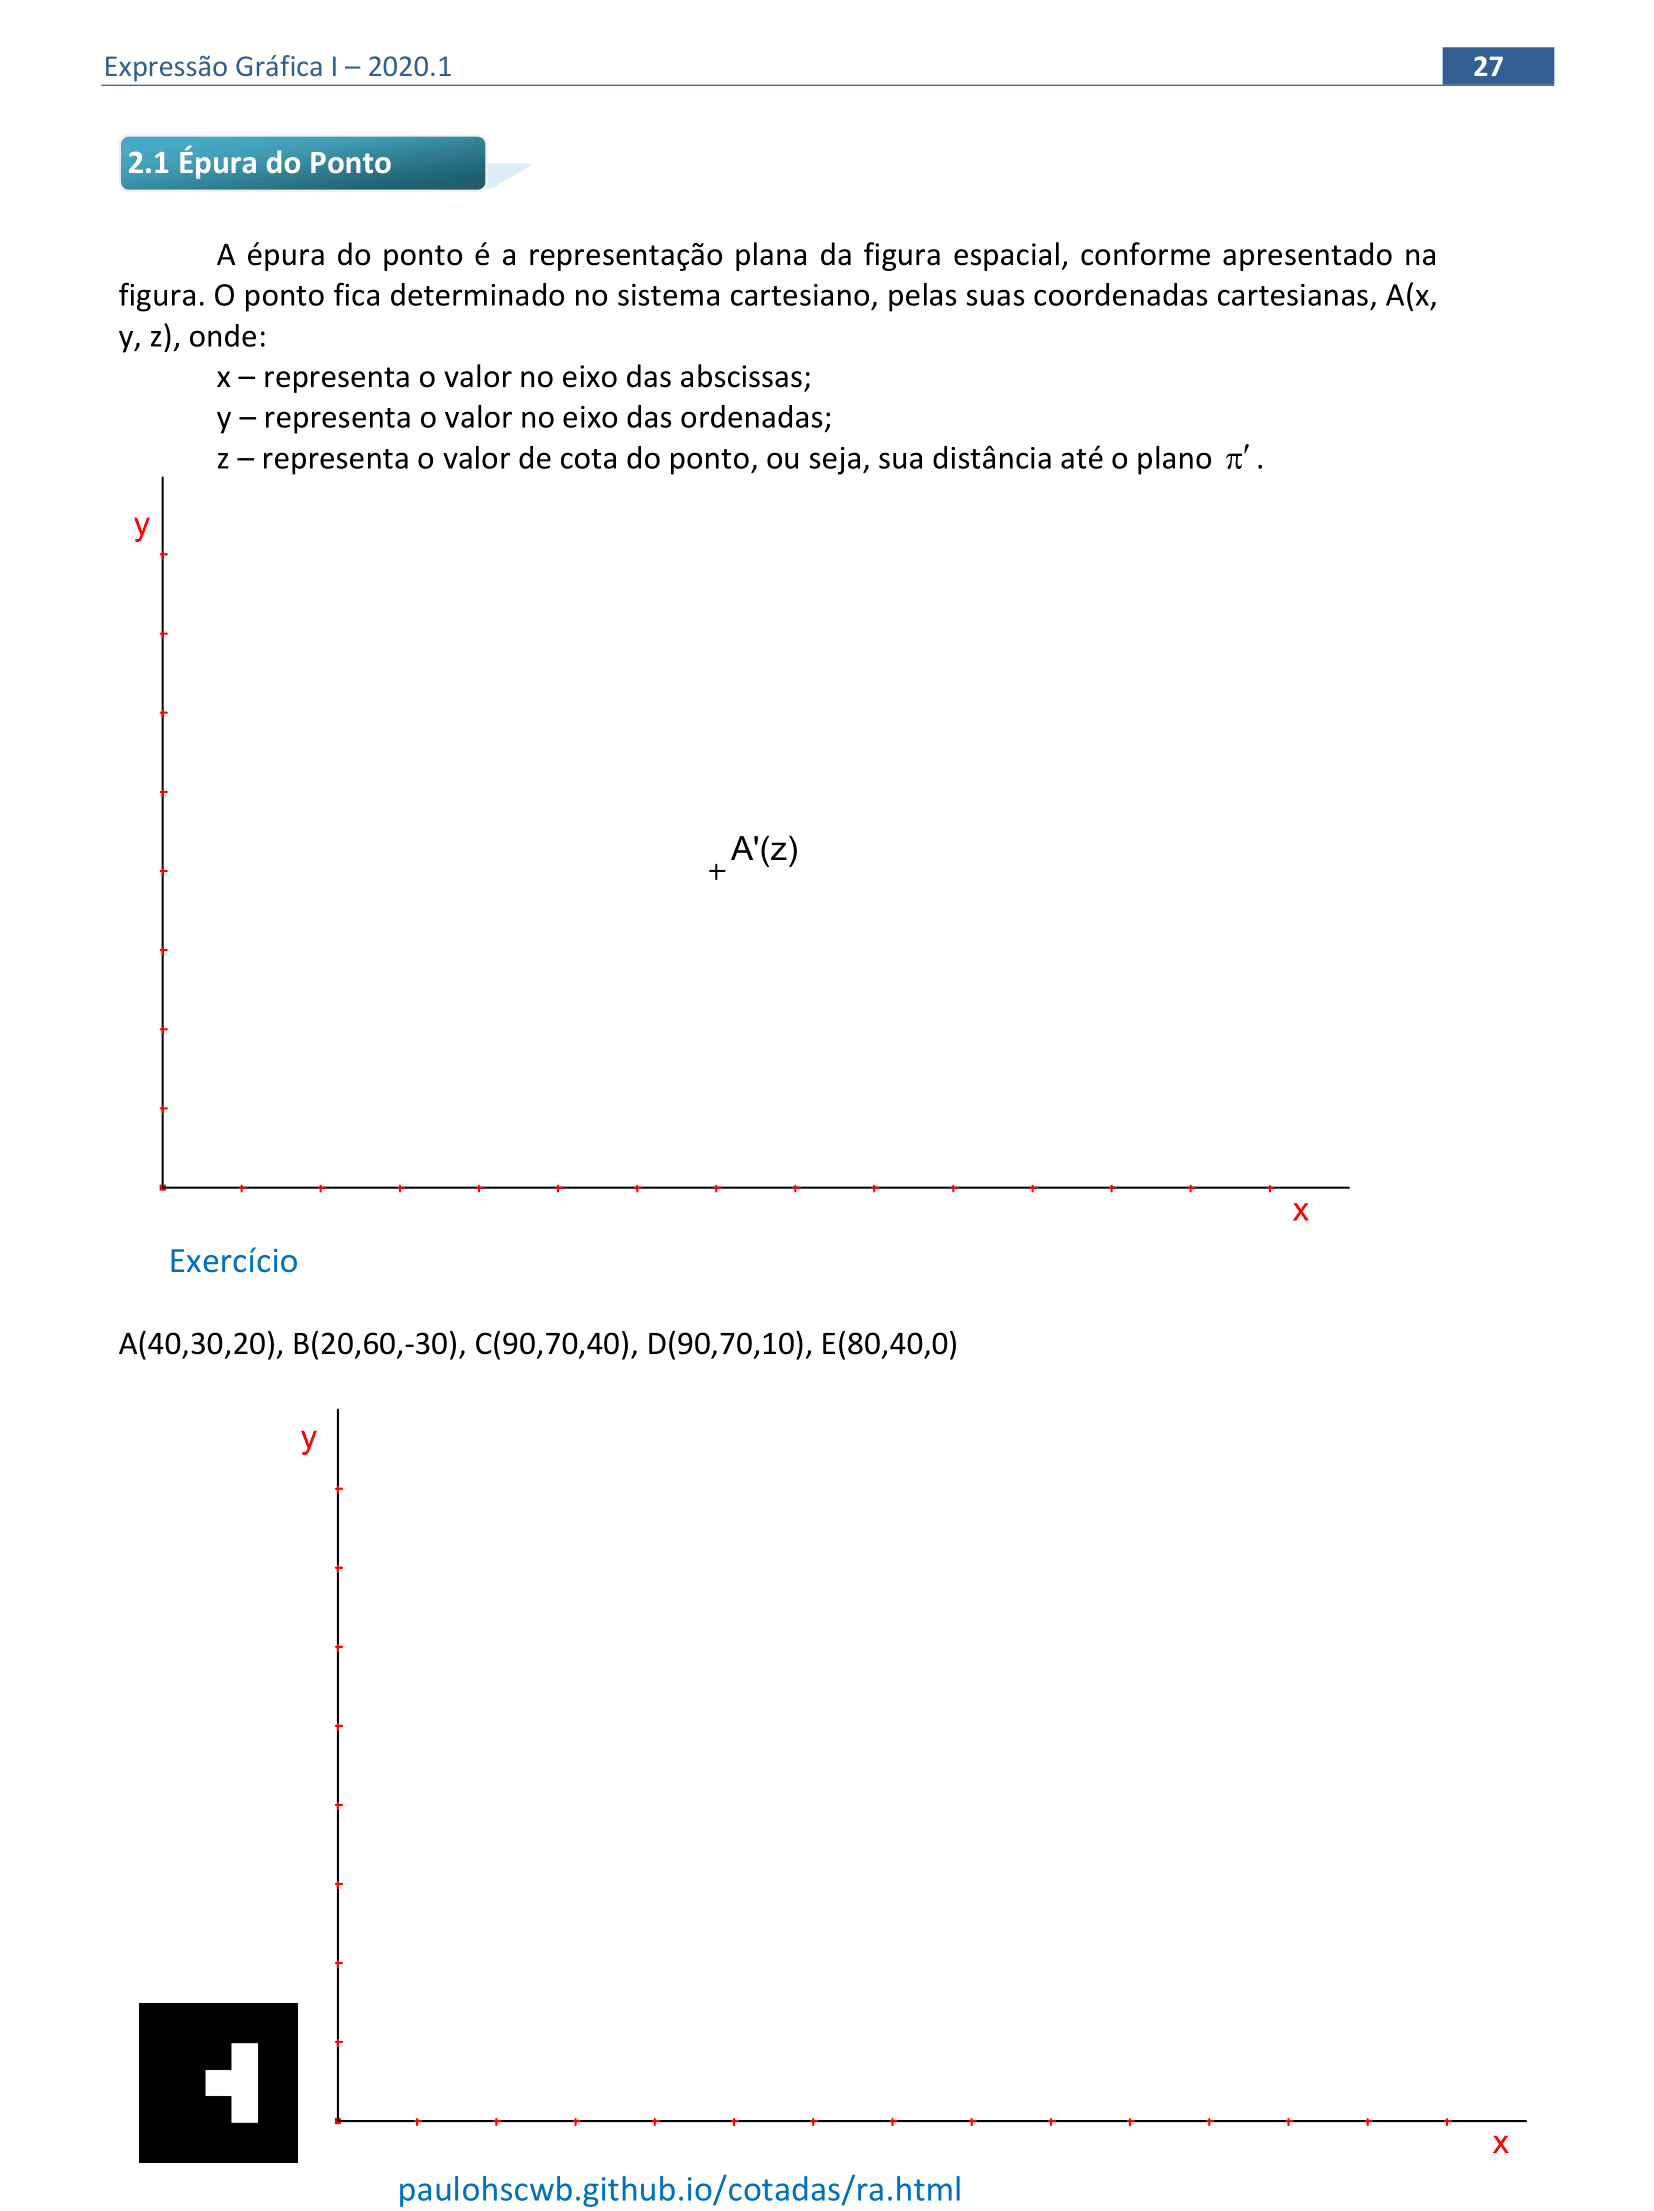 Expressão Gráfica I – 2020.1
27
2.1 Épura do Ponto
A épura do ponto é a representação plana da figura espacial, conforme apresentado na
figura. O ponto fica determinado no sistema cartesiano, pelas suas coordenadas cartesianas, A(x,
y, z), onde:
x – representa o valor no eixo das abscissas;
y – representa o valor no eixo das ordenadas;
z – representa o valor de cota do ponto, ou seja, sua distância até o plano π′ .
y
A'(z)
x
Exercício
A(40,30,20), B(20,60,-30), C(90,70,40), D(90,70,10), E(80,40,0)
y
x
paulohscwb.github.io/cotadas/ra.html